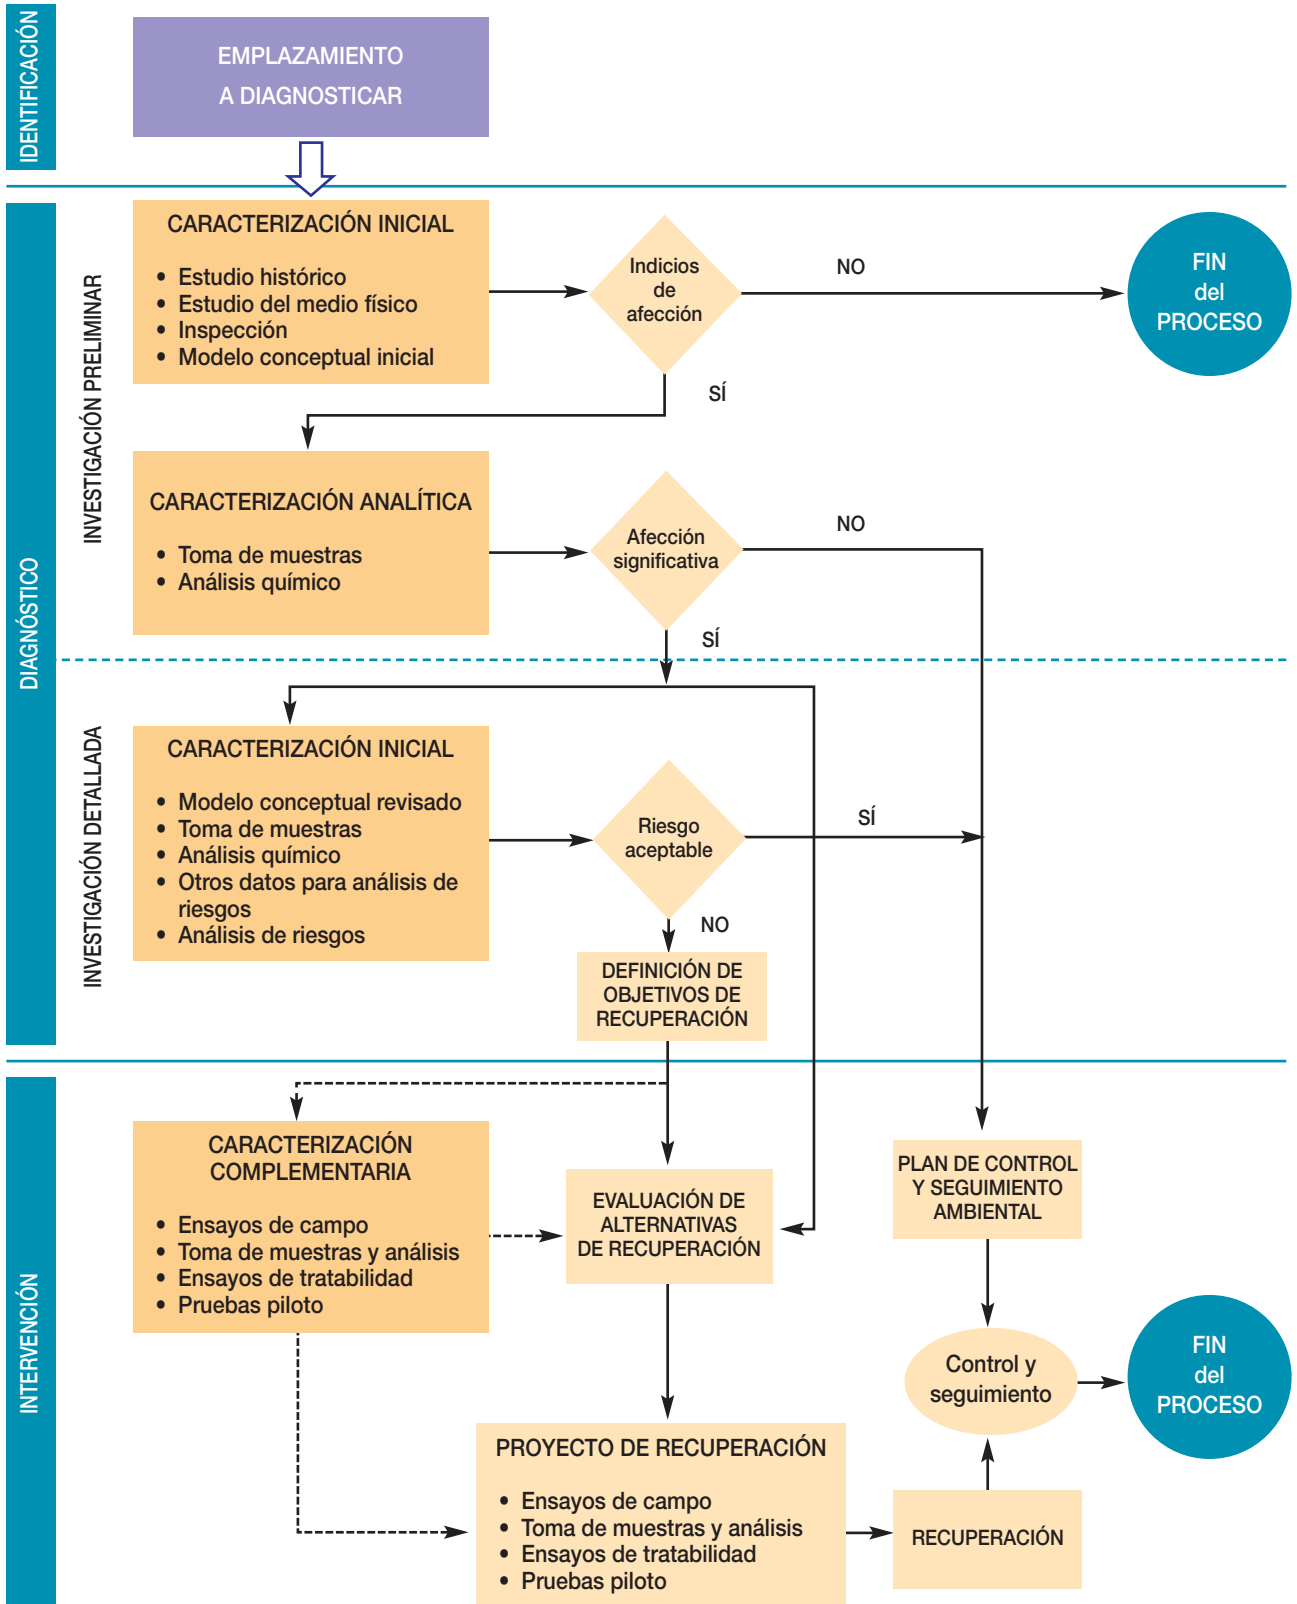 IDENTIFICACIÓN
EMPLAZAMIENTO
A DIAGNOSTICAR
DIAGNÓSTICO
INVESTIGACIÓN PRELIMINAR
CARACTERIZACIÓN INICIAL
• Estudio histórico
• Estudio del medio físico
• Inspección
• Modelo conceptual inicial
Indicios
de
afección
NO
FIN
del
PROCESO
SÍ
CARACTERIZACIÓN ANALÍTICA
• Toma de muestras
• Análisis químico
Afección
significativa
NO
SÍ
INVESTIGACIÓN DETALLADA
CARACTERIZACIÓN INICIAL
• Modelo conceptual revisado
• Toma de muestras
• Análisis químico
• Otros datos para análisis de
riesgos
• Análisis de riesgos
Riesgo
aceptable
SÍ
NO
DEFINICIÓN DE
OBJETIVOS DE
RECUPERACIÓN
INTERVENCIÓN
CARACTERIZACIÓN
COMPLEMENTARIA
• Ensayos de campo
• Toma de muestras y análisis
• Ensayos de tratabilidad
• Pruebas piloto
EVALUACIÓN DE
ALTERNATIVAS
DE RECUPERACIÓN
PLAN DE CONTROL
Y SEGUIMIENTO
AMBIENTAL
Control y
seguimiento
FIN
del
PROCESO
PROYECTO DE RECUPERACIÓN
• Ensayos de campo
• Toma de muestras y análisis
• Ensayos de tratabilidad
• Pruebas piloto
RECUPERACIÓN